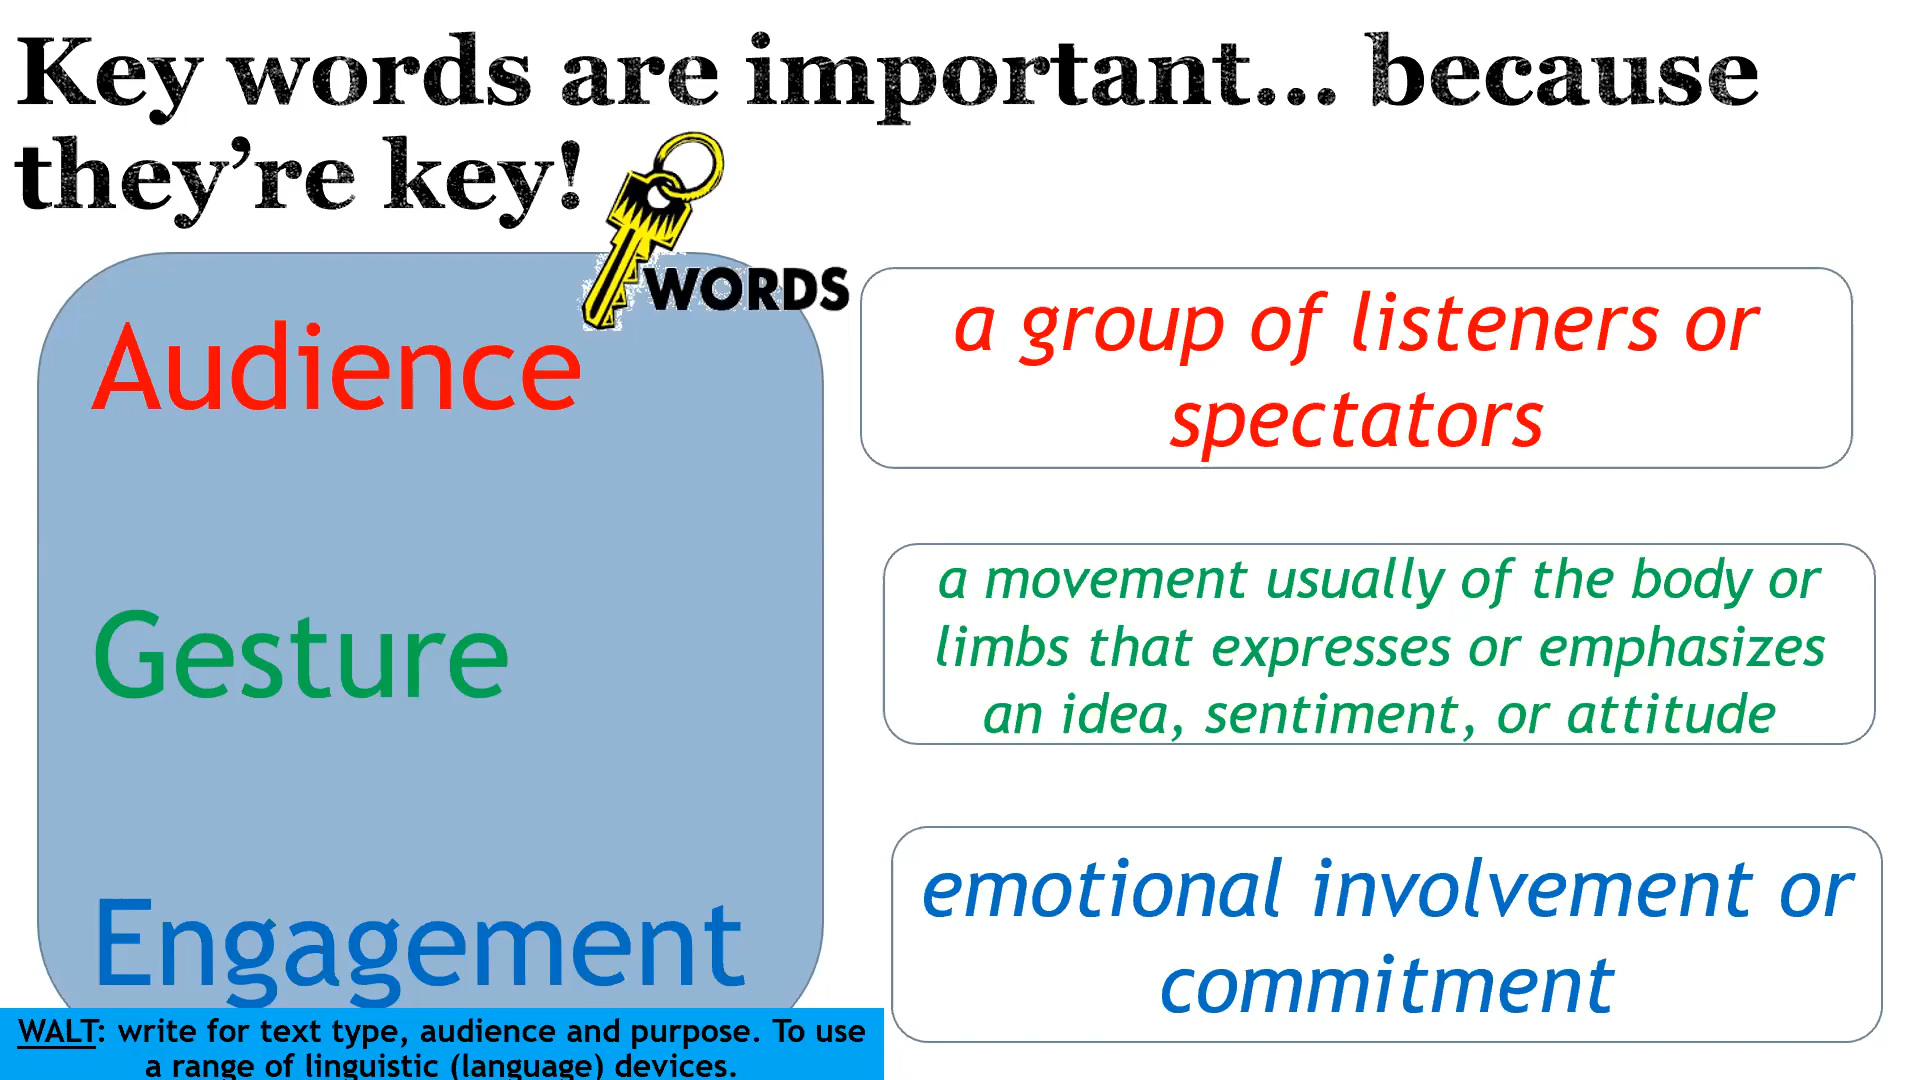 Key words are important... because
they’re key!
WORDS
Audience
a group of listeners or
spectators
Gesture
a movement usually of the body or
limbs that expresses or emphasizes
an idea, sentiment, or attitude
Engagement
emotional involvement or
commitment
WALT: write for text type, audience and purpose. To use
a range of linguistic (language) devices.